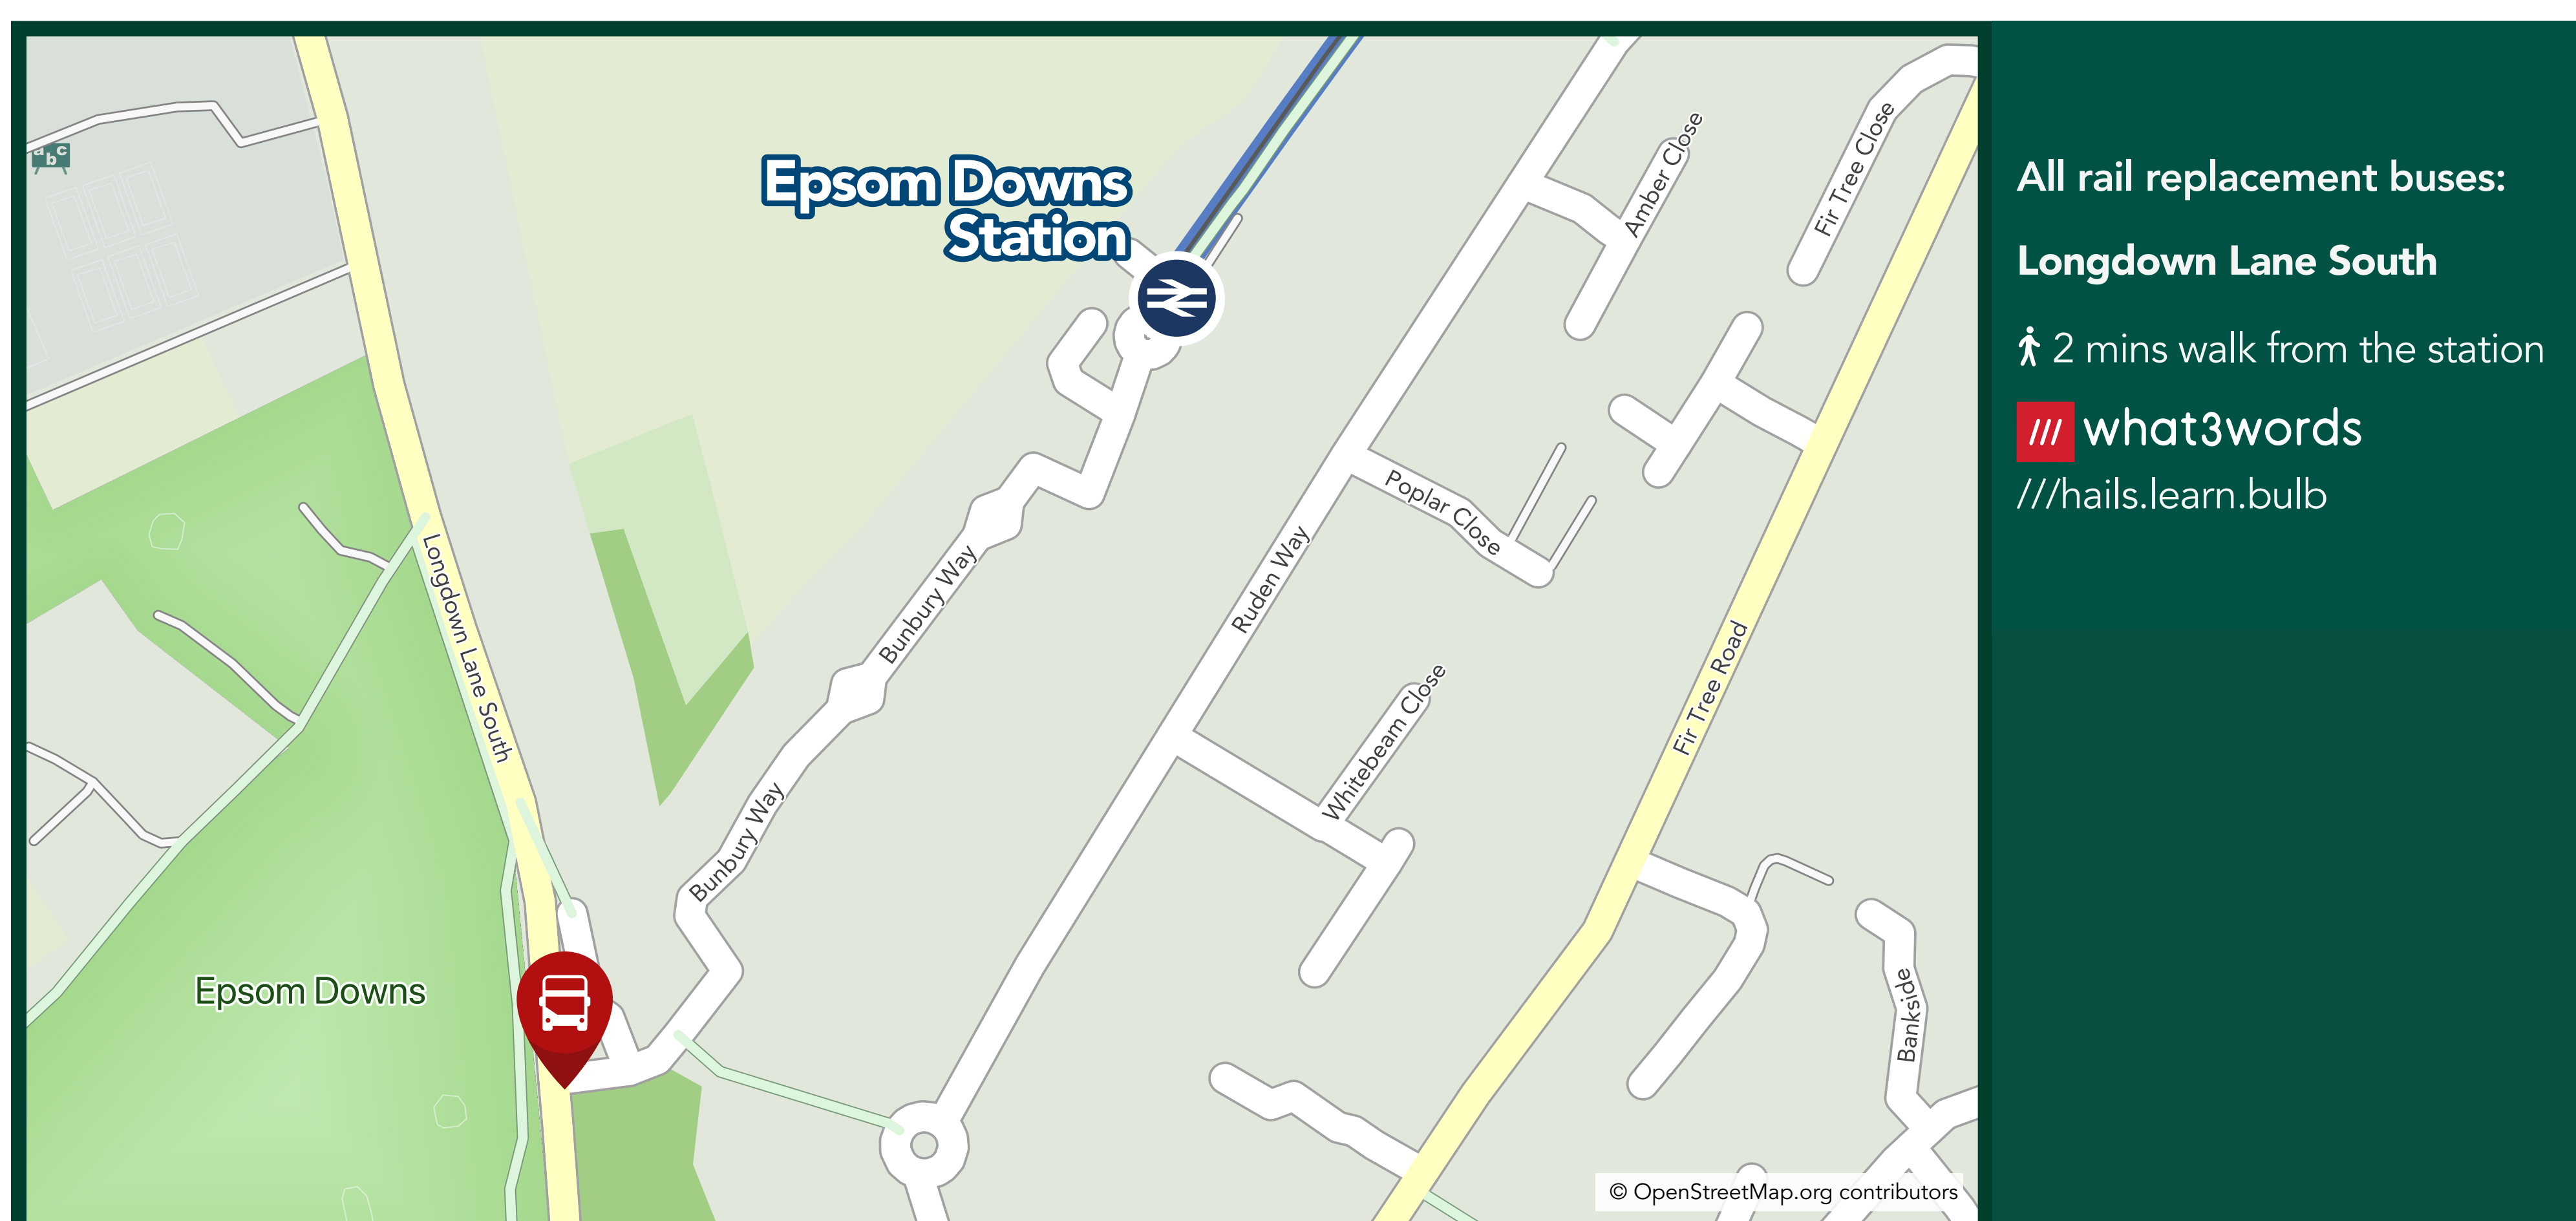 abc
Epsom Downs
Station
Amber Close
Fir Tree Close
Poplar Close
Longdown Lane South
Bunbury Way
Ruden Way
Fir Tree Road
Whitebeam Close
Bunbury Way
Epsom Downs
Bankside
© OpenStreetMap.org contributors
All rail replacement buses:
Longdown Lane South
2 mins walk from the station
/// what3words
///hails.learn.bulb